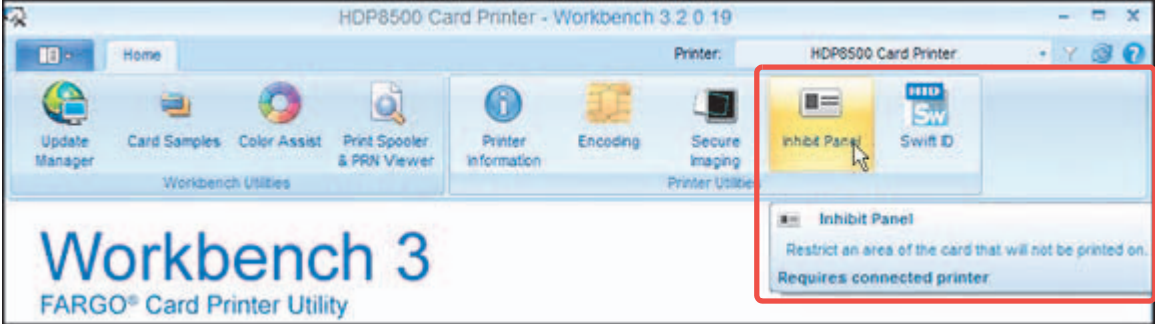 HDP8500 Card Printer - Workbench 3.2.0.19
Home
Printer: HDP8500 Card Printer
Update Manager
Card Samples
Color Assist
Print Spooler & PRN Viewer
Printer Information
Encoding
Secure Imaging
Inhibit Panel
HID
Sw
Swift ID
Workbench Utilities
Printer Utilities
Inhibit Panel
Restrict an area of the card that will not be printed on.
Requires connected printer
Workbench 3
FARGO® Card Printer Utility